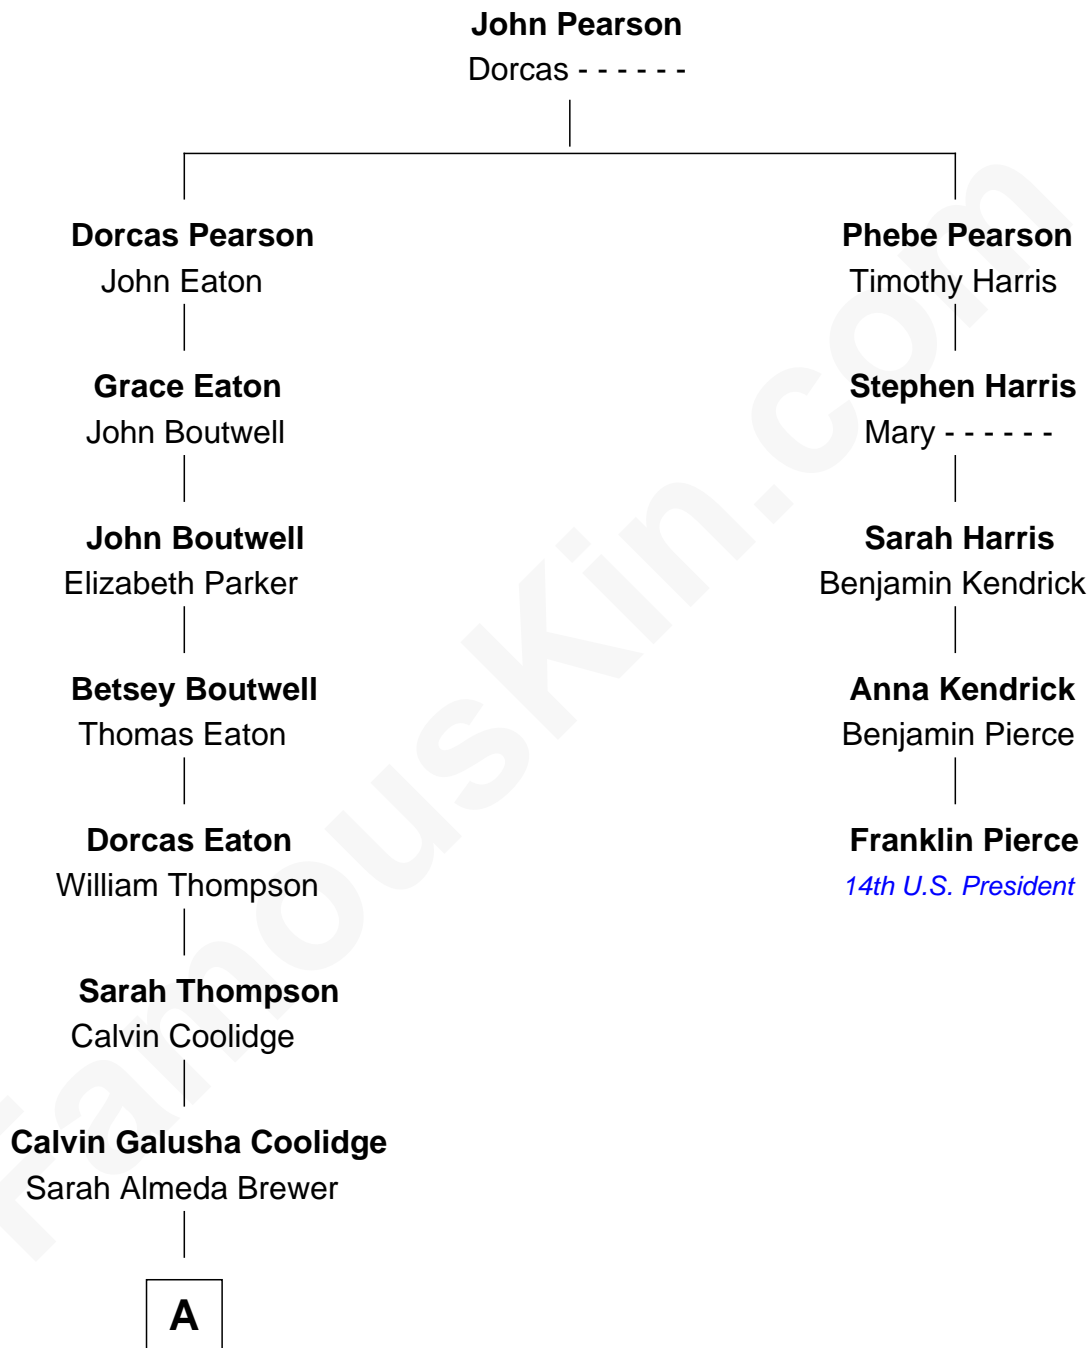 John Pearson
Dorcas - - - - - -
Dorcas Pearson
John Eaton
Phebe Pearson
Timothy Harris
Grace Eaton
John Boutwell
Stephen Harris
Mary - - - - - -
John Boutwell
Elizabeth Parker
Sarah Harris
Benjamin Kendrick
Betsey Boutwell
Thomas Eaton
Anna Kendrick
Benjamin Pierce
Dorcas Eaton
William Thompson
Franklin Pierce
14th U.S. President
Sarah Thompson
Calvin Coolidge
Calvin Galusha Coolidge
Sarah Almeda Brewer
A
FamousKin.com